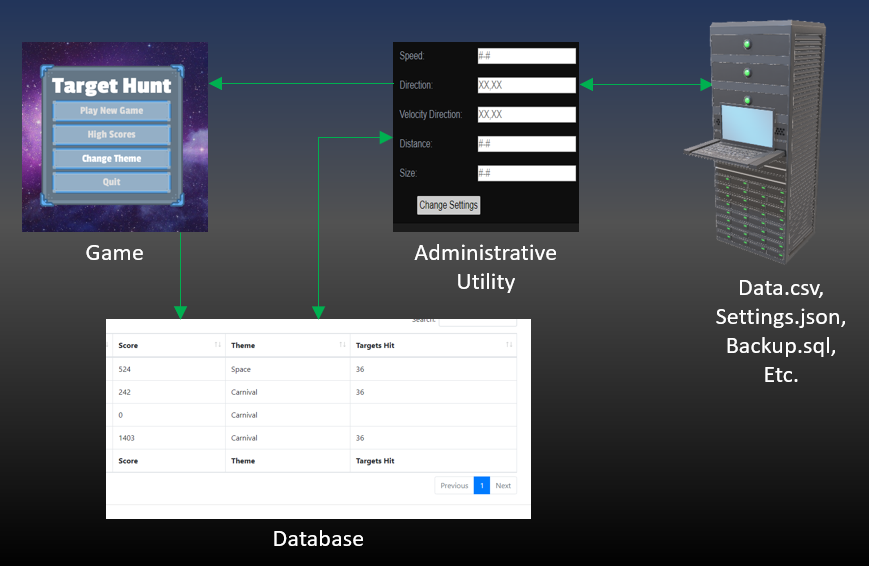 Target Hunt
Play New Game
High Scores
Change Theme
Quit
Game
Speed: #-#
Direction: XX,XX
Velocity Direction: XX,XX
Distance: #-#
Size: #-#
Change Settings
Administrative
Utility
Data.csv,
Settings.json,
Backup.sql,
Etc.
Search:
Score Theme Targets Hit
524 Space 36
242 Carnival 36
0 Carnival
1403 Carnival 36
Score Theme Targets Hit
Previous 1 Next
Database